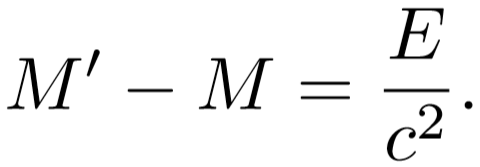 M′ − M = E/c².